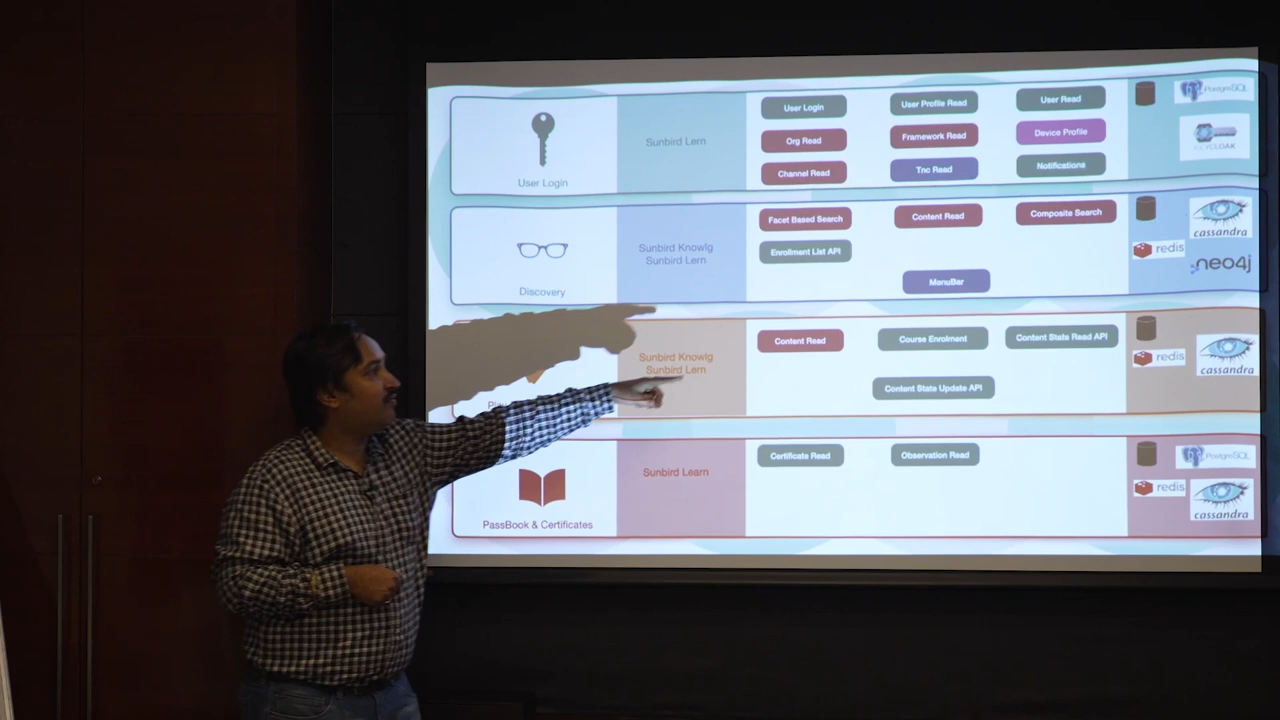 User Login
Sunbird Lern
User Login
User Profile Read
User Read
Org Read
Framework Read
Device Profile
Channel Read
Tnc Read
Notifications
PostgreSQL
Discovery
Sunbird Knowlg
Sunbird Lern
Facet Based Search
Content Read
Composite Search
Enrollment List API
ManuBar
redis
cassandra
neo4j
Sunbird Knowlg
Sunbird Lern
Content Read
Course Enrolment
Content State Read API
Content State Update API
redis
cassandra
PassBook & Certificates
Sunbird Learn
Certificate Read
Observation Read
PostgreSQL
redis
cassandra